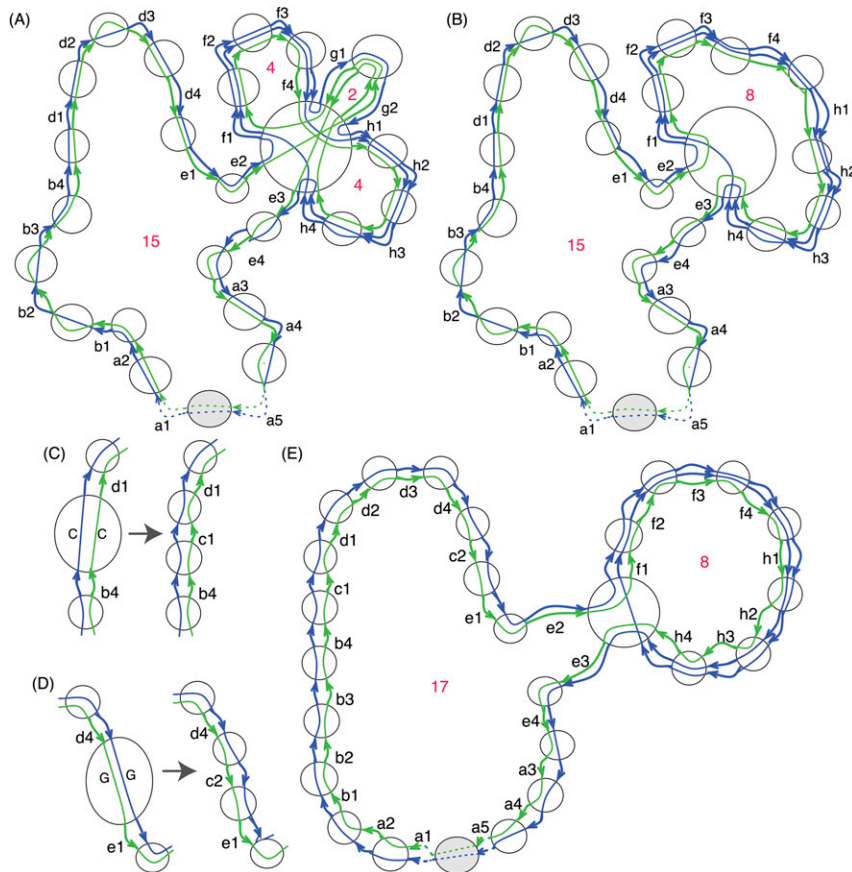 (A)
d3
f3
d2
f2
4
g1
f4
2
g2
d4
d1
f1
h1
e2
h2
e1
b4
4
e3
h4
h3
b3
15
e4
b2
a3
b1
a2
a4
a1
a5
(B)
d3
f3
d2
f2
f4
d4
8
d1
f1
h1
e2
h2
e1
b4
e3
h4
h3
b3
15
e4
b2
a3
b1
a2
a4
a1
a5
(C)
d1
C C
b4
d1
c1
b4
(D)
d4
G G
e1
d4
c2
e1
(E)
d3
d2
d4
d1
c2
c1
e1
e2
b4
b3
17
b2
b1
a2
a1
a5
a4
a3
e4
e3
f3
f2
f4
8
f1
h1
h2
h4
h3